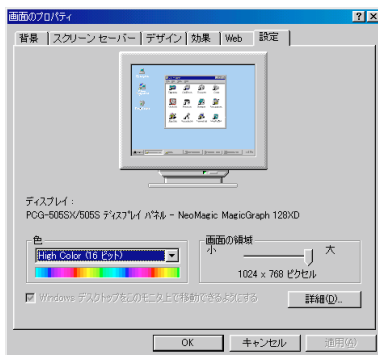 画面のプロパティ
背景 スクリーン セーバー デザイン 効果 Web 設定
ディスプレイ :
PCG-505SX/505S ディスプレイ パネル - NeoMagic MagicGraph 128XD
色
High Color (16 ビット)
画面の領域
小 大
1024 x 768 ピクセル
Windows デスクトップをこのモニタ上で移動できるようにする
詳細(D)...
OK キャンセル 適用(A)